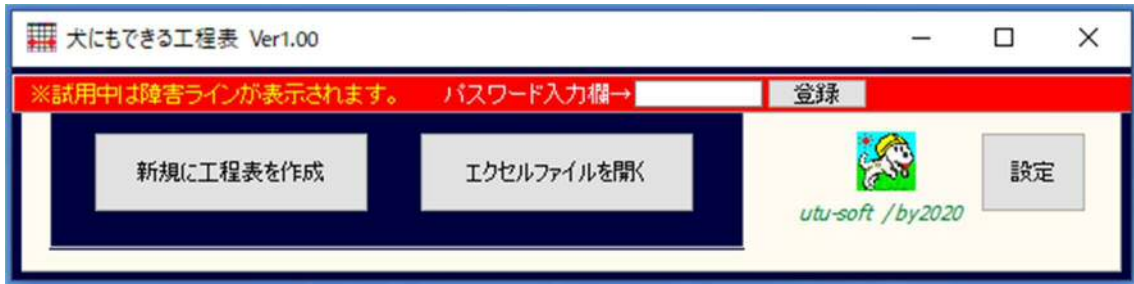 犬にもできる工程表 Ver1.00
※試用中は障害ラインが表示されます。 パスワード入力欄→ 登録
新規に工程表を作成 エクセルファイルを開く 設定
utu-soft /by2020